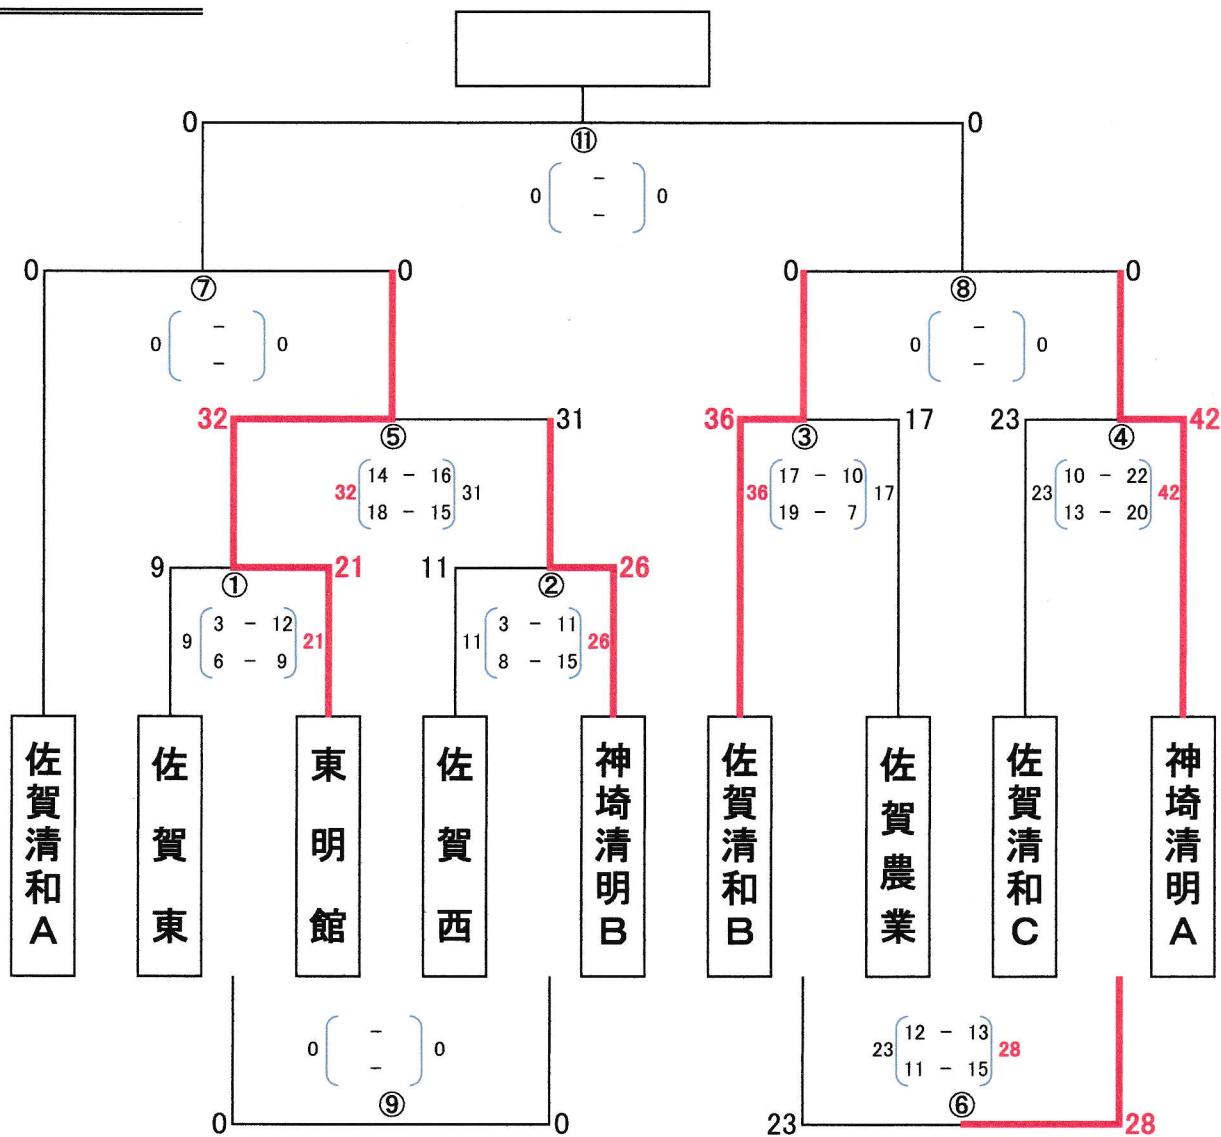 0 0
⑪
0 - 0
-
0 0 0 0
⑦ ⑧
0 - 0 0 - 0
- -
32 31 36 17 23 42
⑤ ③ ④
32 14 - 16 31 36 17 - 10 17 23 10 - 22 42
18 - 15 19 - 7 13 - 20
9 21 11 26
① ②
9 3 - 12 21 11 3 - 11 26
6 - 9 8 - 15
佐賀清和A
佐賀東
東明館
佐賀西
神埼清明B
佐賀清和B
佐賀農業
佐賀清和C
神埼清明A
0 - 0 23 12 - 13 28
- 11 - 15
⑨ ⑥
0 0 23 28